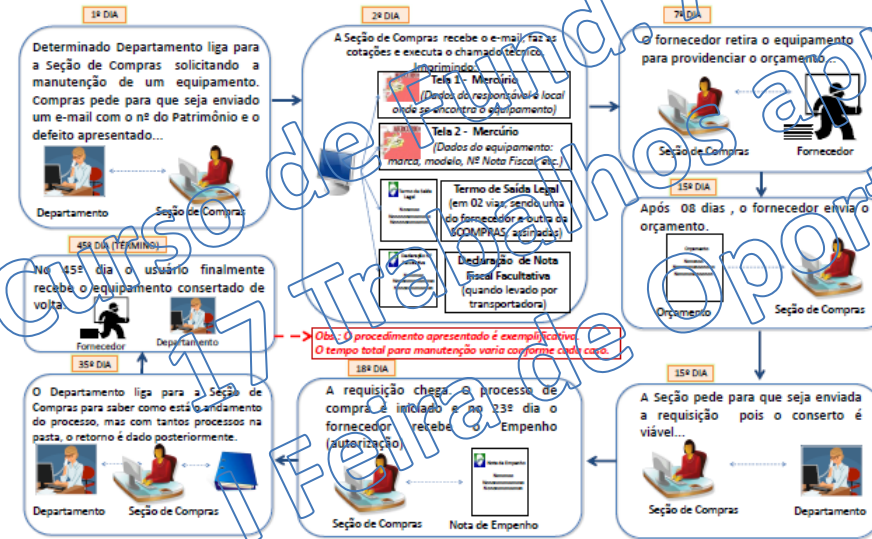 1º DIA
Determinado Departamento liga para
a Seção de Compras solicitando a
manutenção de um equipamento.
Compras pede para que seja enviado
um e-mail com o nº do Patrimônio e o
defeito apresentado...
Departamento
Seção de Compras
2º DIA
A Seção de Compras recebe o e-mail, faz as
cotações e executa o chamado técnico
Imprimindo:
Tela 1 - Mercúrio
(Dados do responsável e local
onde se encontra o equipamento)
Tela 2 - Mercúrio
(Dados do equipamento:
marca, modelo, Nº Nota Fiscal, etc.)
Termo de Saída
Legal
Termo de Saída Legal
(em 02 vias, sendo uma
do fornecedor e outra da
SCOMPRAS, assinadas)
Declaração de Nota
Fiscal Facultativa
(quando levado por
transportadora)
7º DIA
O fornecedor retira o equipamento
para providenciar o orçamento...
Seção de Compras
Fornecedor
15º DIA
Após 08 dias , o fornecedor envia o
orçamento.
Orçamento
Orçamento
Seção de Compras
15º DIA
A Seção pede para que seja enviada
a requisição pois o conserto é
viável...
Seção de Compras
Departamento
18º DIA
A requisição chega. O processo de
compra é iniciado e no 23º dia o
fornecedor recebe o Empenho
(autorização)
Nota de Empenho
Seção de Compras
Nota de Empenho
35º DIA
O Departamento liga para a Seção de
Compras para saber como está o andamento
do processo, mas com tantos processos na
pasta, o retorno é dado posteriormente.
Departamento
Seção de Compras
45º DIA (TÉRMINO)
No 45º dia o usuário finalmente
recebe o equipamento consertado de
volta...
Fornecedor
Departamento
Obs.: O procedimento apresentado é exemplificativo.
O tempo total para manutenção varia conforme cada caso.
Curso de Fund.
17 Trabalhos
I Feira de